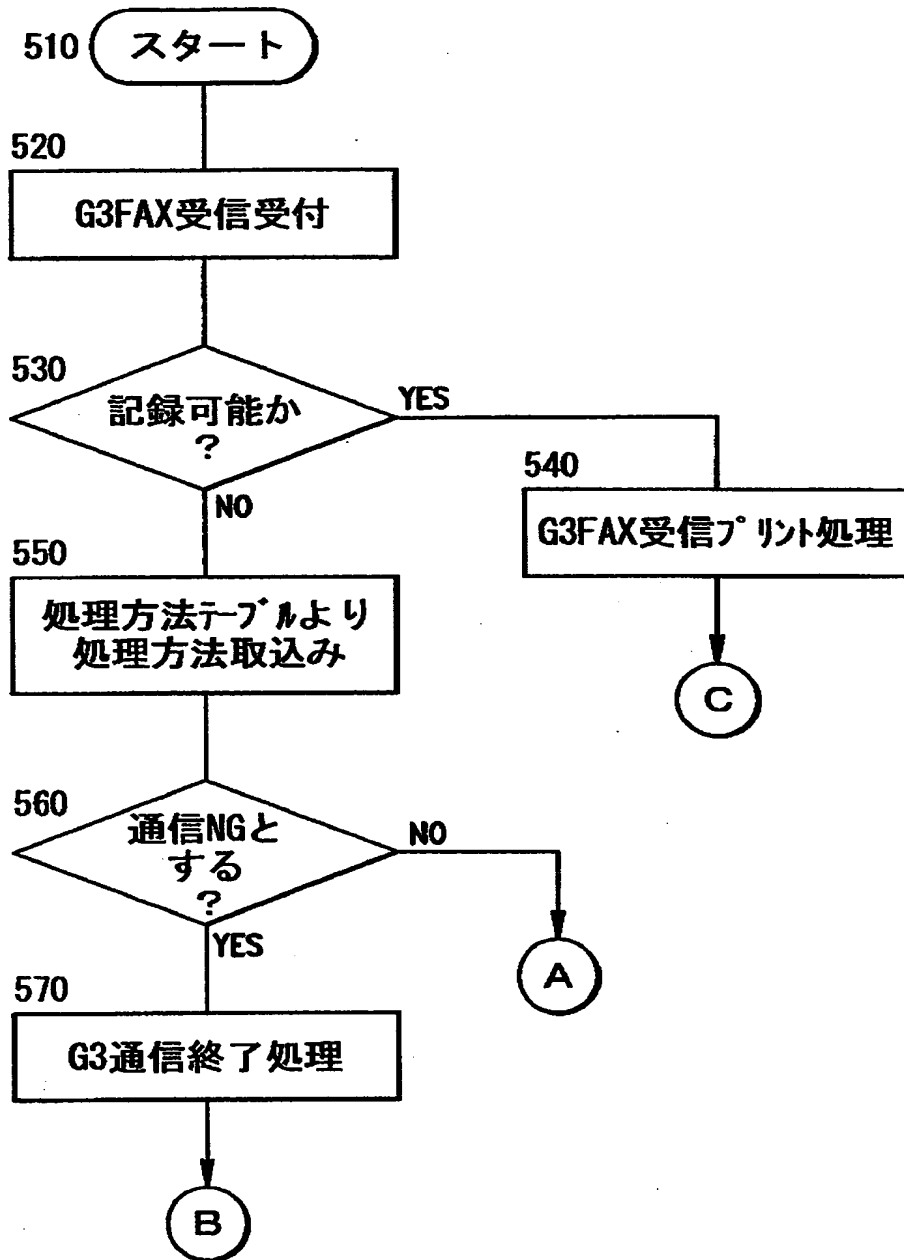 510
スタート
520
G3FAX受信受付
530
記録可能か
?
YES
NO
540
G3FAX受信プリント処理
C
550
処理方法テーブルより
処理方法取込み
560
通信NGと
する
?
NO
YES
A
570
G3通信終了処理
B